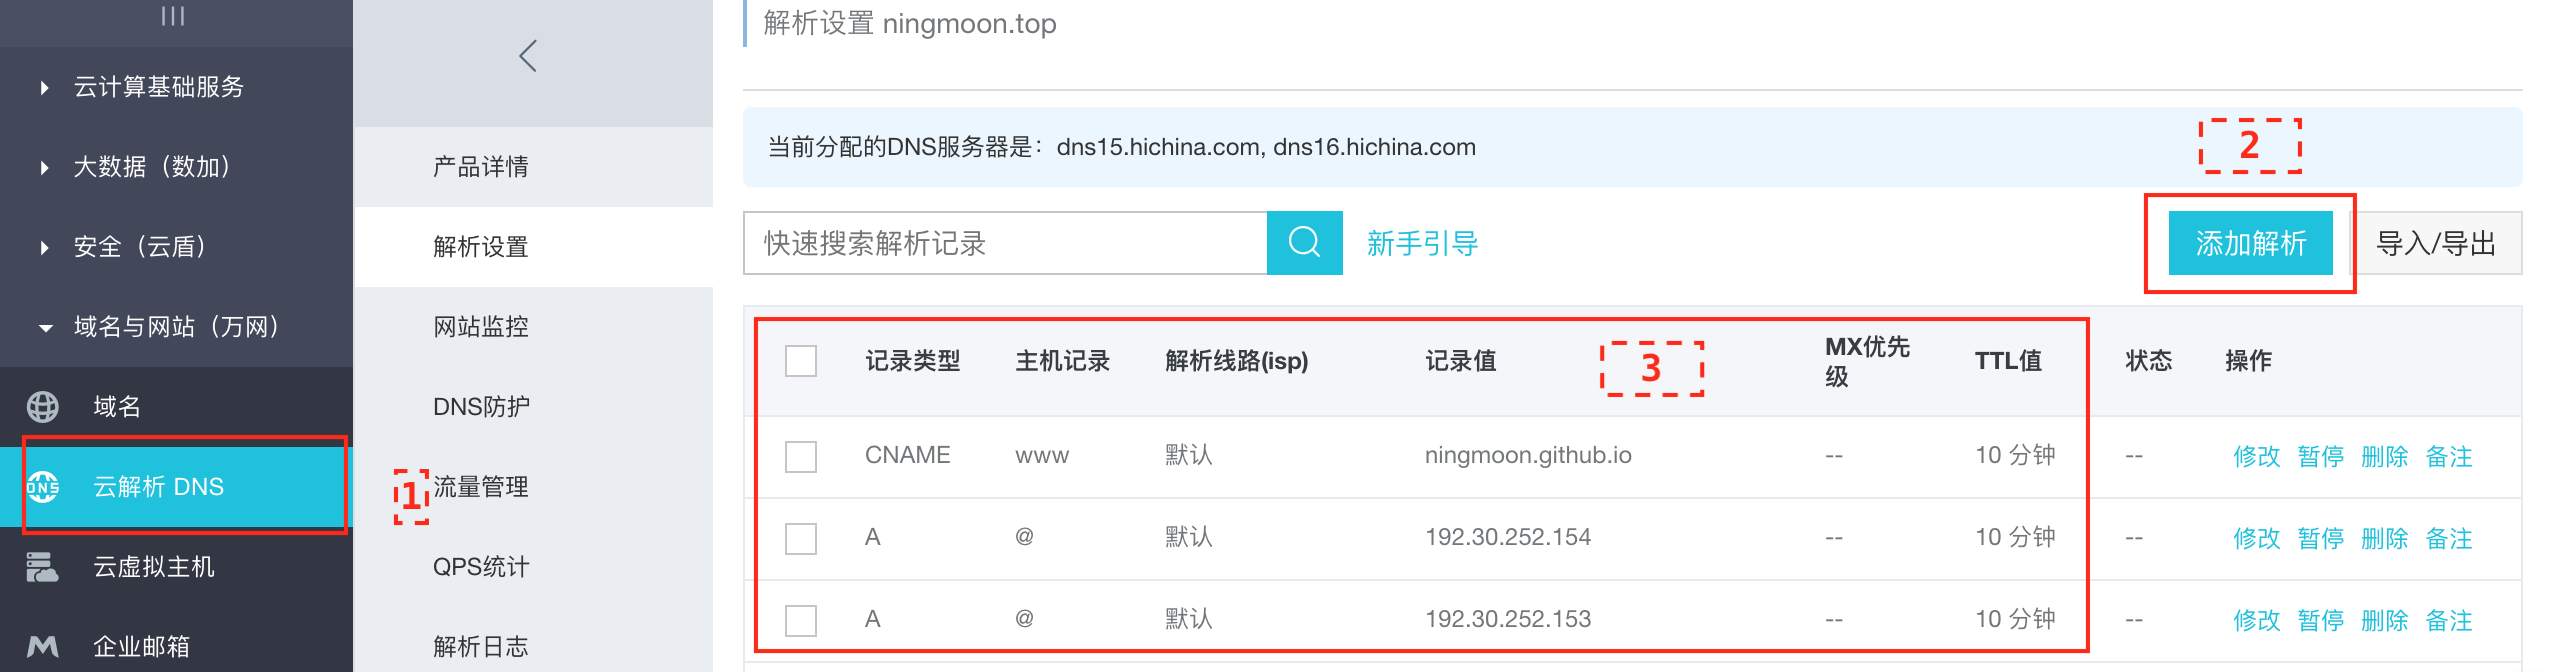 云计算基础服务
大数据（数加）
安全（云盾）
域名与网站（万网）
域名
DNS
云解析 DNS
云虚拟主机
企业邮箱
产品详情
解析设置
网站监控
DNS防护
1
流量管理
QPS统计
解析日志
解析设置 ningmoon.top
当前分配的DNS服务器是：dns15.hichina.com, dns16.hichina.com
2
快速搜索解析记录
新手引导
添加解析
导入/导出
记录类型 主机记录 解析线路(isp) 记录值 3 MX优先级 TTL值 状态 操作
CNAME www 默认 ningmoon.github.io -- 10 分钟 -- 修改 暂停 删除 备注
A @ 默认 192.30.252.154 -- 10 分钟 -- 修改 暂停 删除 备注
A @ 默认 192.30.252.153 -- 10 分钟 -- 修改 暂停 删除 备注